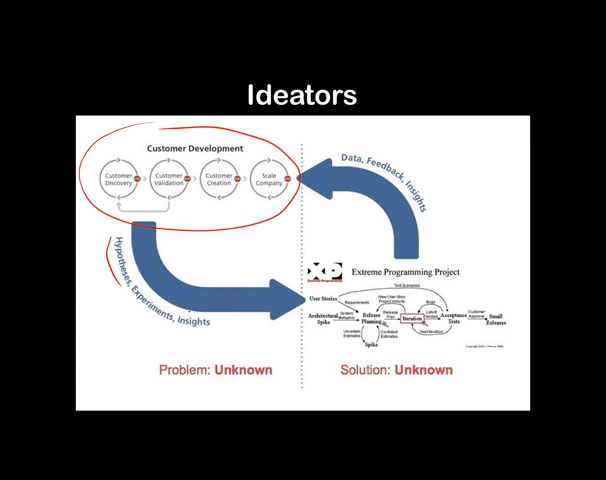 Ideators
Customer Development
Customer Discovery
Customer Validation
Customer Creation
Scale Company
Data, Feedback, Insights
Hypotheses, Experiments, Insights
XP
Extreme Programming
Extreme Programming Project
Test Scenarios
User Stories
Requirements
New User Story
Project Velocity
Bugs
Architectural Spike
System Metaphor
Release Planning
Release Plan
Iteration
Latest Version
Acceptance Tests
Customer Approval
Small Releases
Uncertain Estimates
Confident Estimates
Next Iteration
Spike
Problem: Unknown
Solution: Unknown